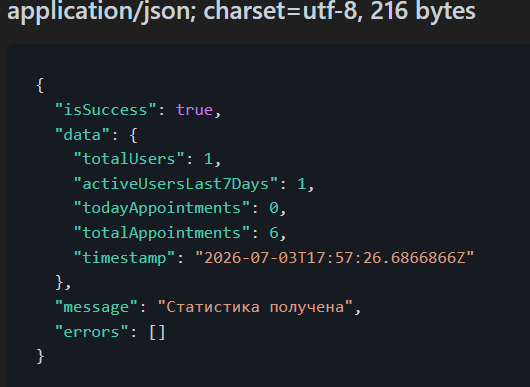 application/json; charset=utf-8, 216 bytes
{
"isSuccess": true,
"data": {
"totalUsers": 1,
"activeUsersLast7Days": 1,
"todayAppointments": 0,
"totalAppointments": 6,
"timestamp": "2026-07-03T17:57:26.6866866Z"
},
"message": "Статистика получена",
"errors": []
}